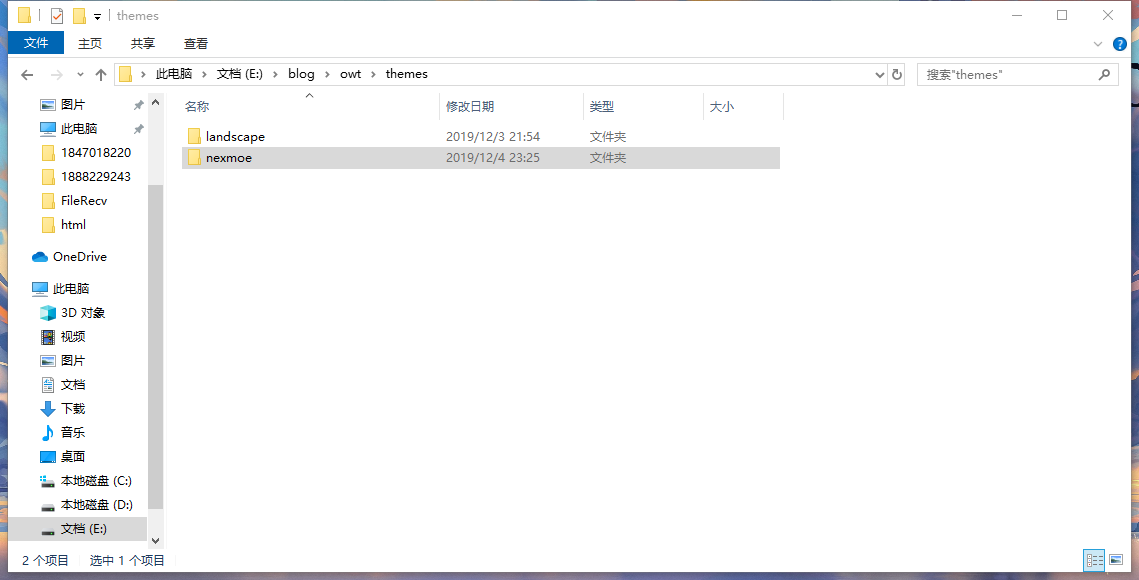 themes
文件 主页 共享 查看
此电脑 文档 (E:) blog owt themes
搜索"themes"
名称 修改日期 类型 大小
landscape 2019/12/3 21:54 文件夹
nexmoe 2019/12/4 23:25 文件夹
图片
此电脑
1847018220
1888229243
FileRecv
html
OneDrive
此电脑
3D 对象
视频
图片
文档
下载
音乐
桌面
本地磁盘 (C:)
本地磁盘 (D:)
文档 (E:)
2 个项目 选中 1 个项目